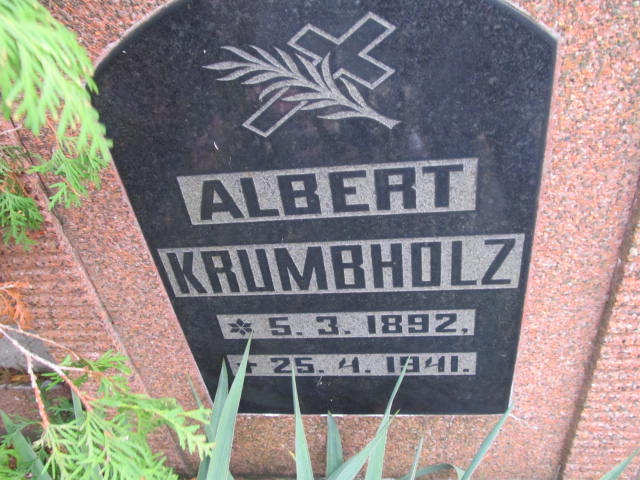 ALBERT
KRUMBHOLZ
* 5. 3. 1892,
+ 25. 4. 1941.